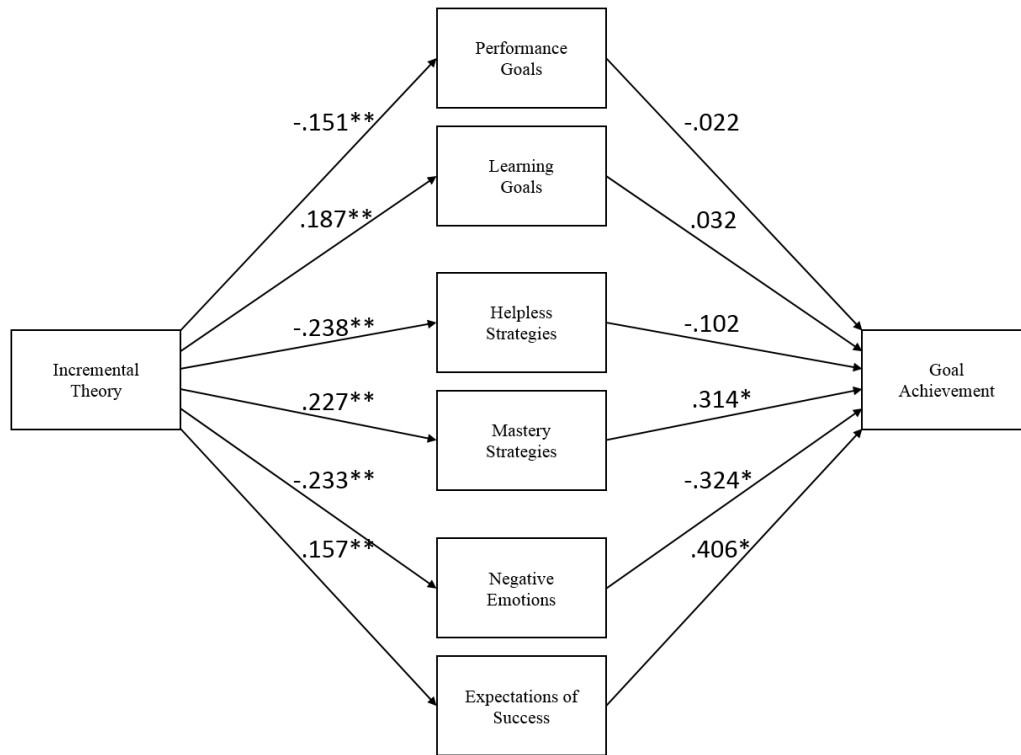 Performance
Goals
-.151**
-.022
Learning
Goals
.187**
.032
Helpless
Strategies
-.238**
-.102
Incremental
Theory
Goal
Achievement
.227**
.314*
Mastery
Strategies
-.233**
-.324*
.157**
.406*
Negative
Emotions
Expectations of
Success